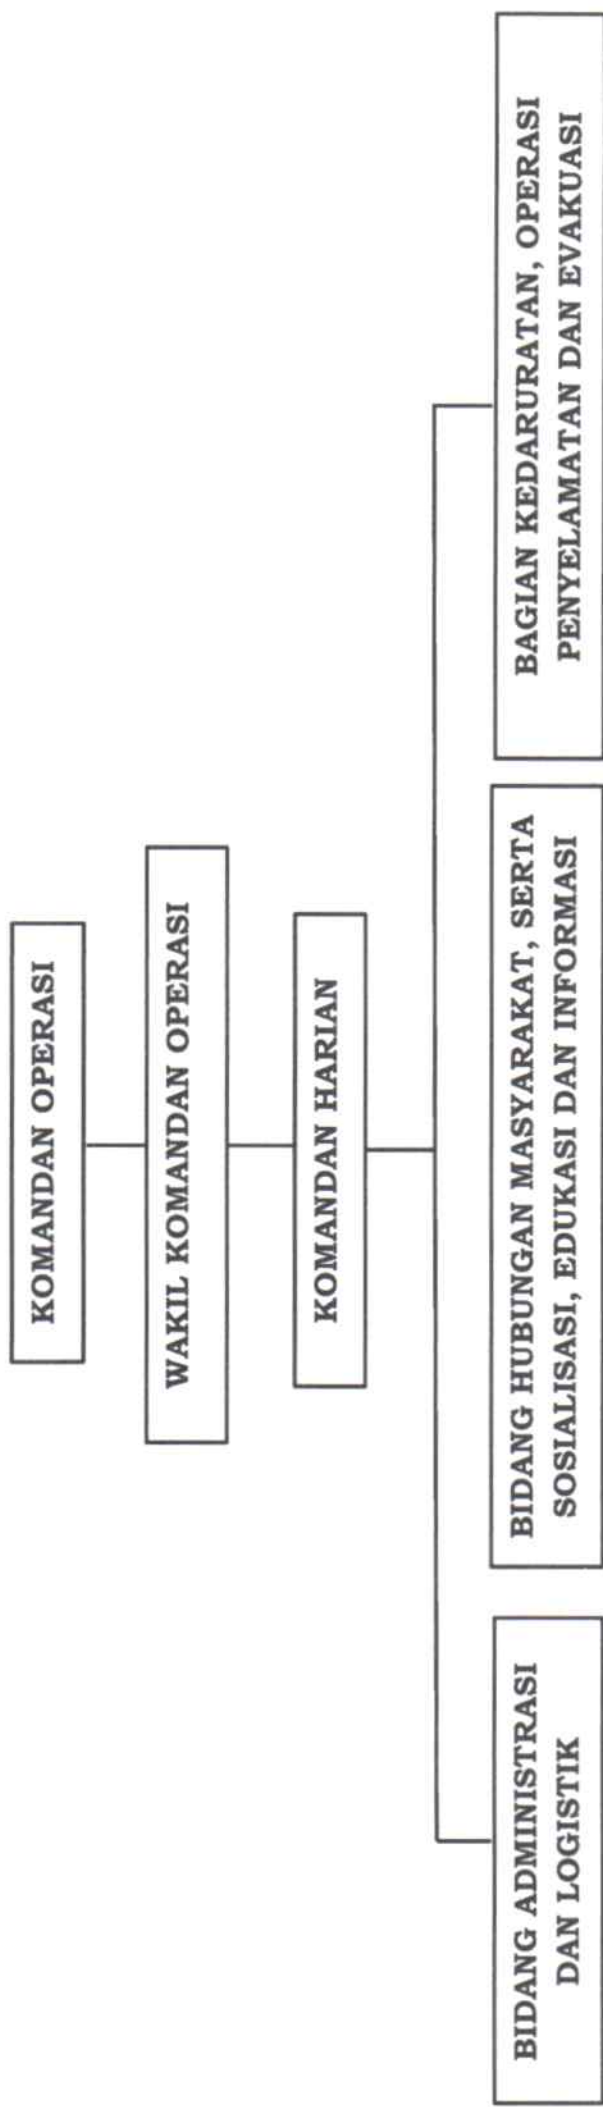 KOMANDAN OPERASI
WAKIL KOMANDAN OPERASI
KOMANDAN HARIAN
BIDANG ADMINISTRASI
DAN LOGISTIK
BIDANG HUBUNGAN MASYARAKAT, SERTA
SOSIALISASI, EDUKASI DAN INFORMASI
BAGIAN KEDARURATAN, OPERASI
PENYELAMATAN DAN EVAKUASI